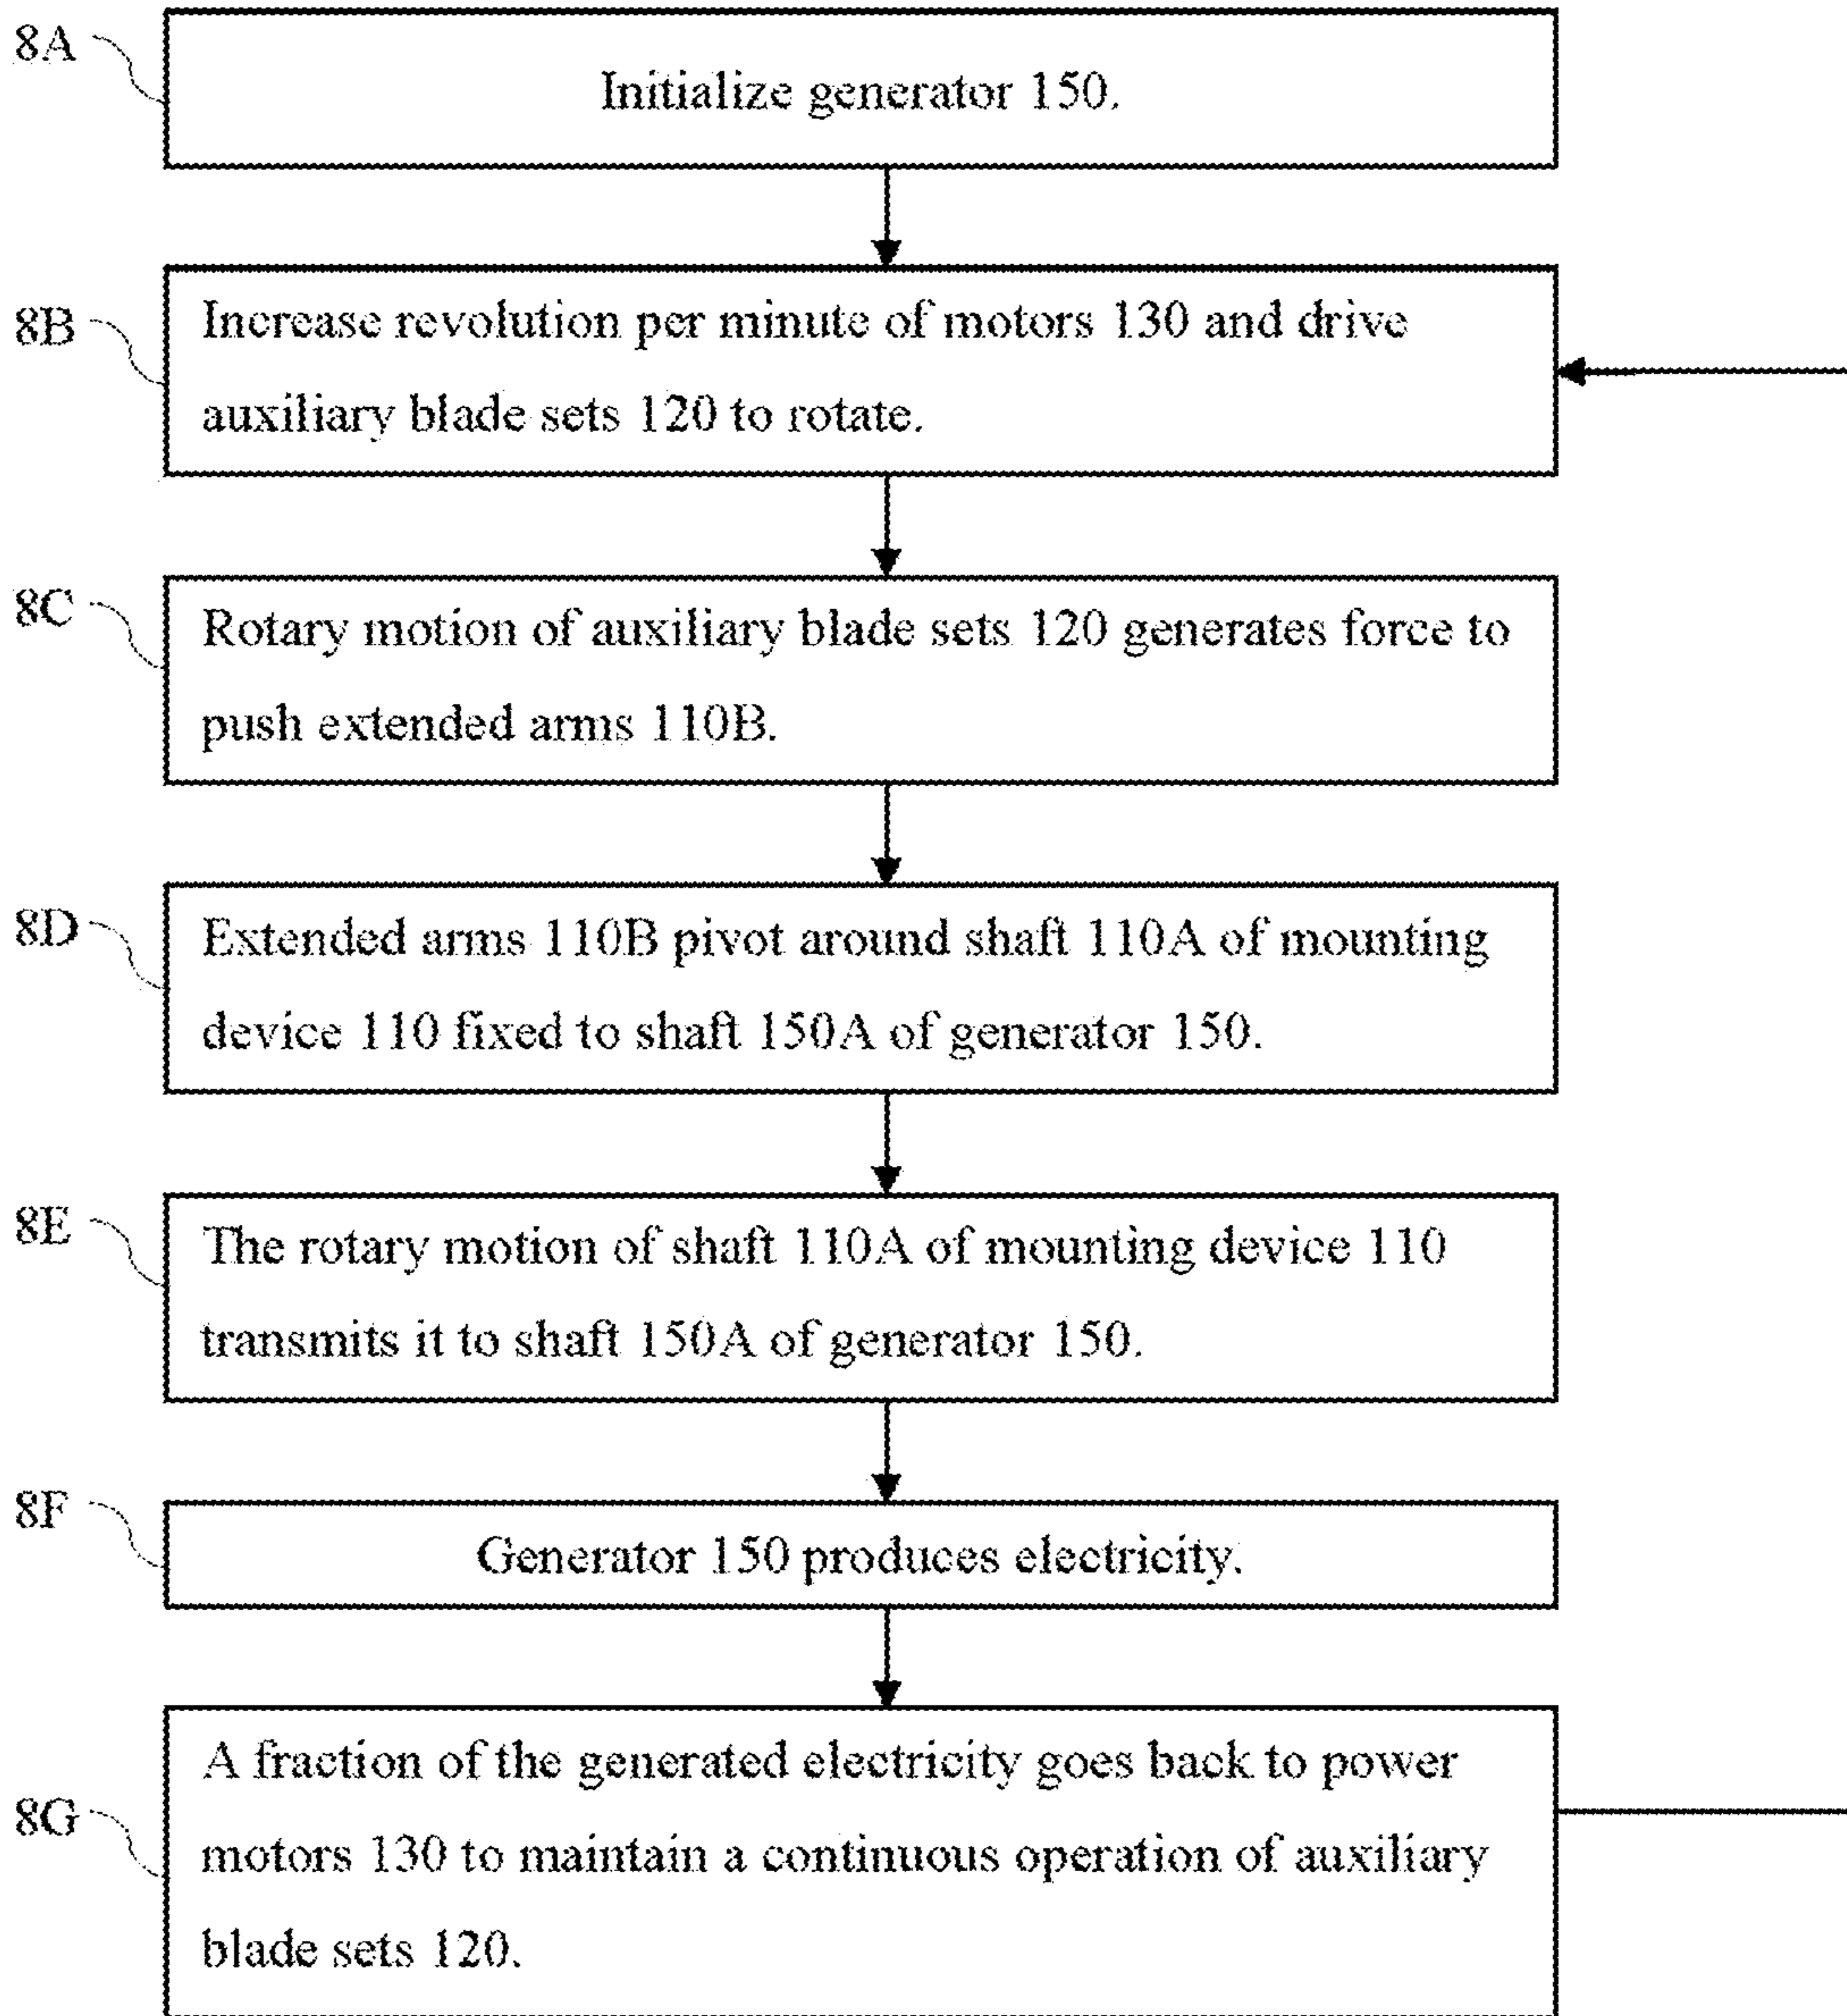 8A
Initialize generator 150.
8B
Increase revolution per minute of motors 130 and drive
auxiliary blade sets 120 to rotate.
8C
Rotary motion of auxiliary blade sets 120 generates force to
push extended arms 110B.
8D
Extended arms 110B pivot around shaft 110A of mounting
device 110 fixed to shaft 150A of generator 150.
8E
The rotary motion of shaft 110A of mounting device 110
transmits it to shaft 150A of generator 150.
8F
Generator 150 produces electricity.
8G
A fraction of the generated electricity goes back to power
motors 130 to maintain a continuous operation of auxiliary
blade sets 120.